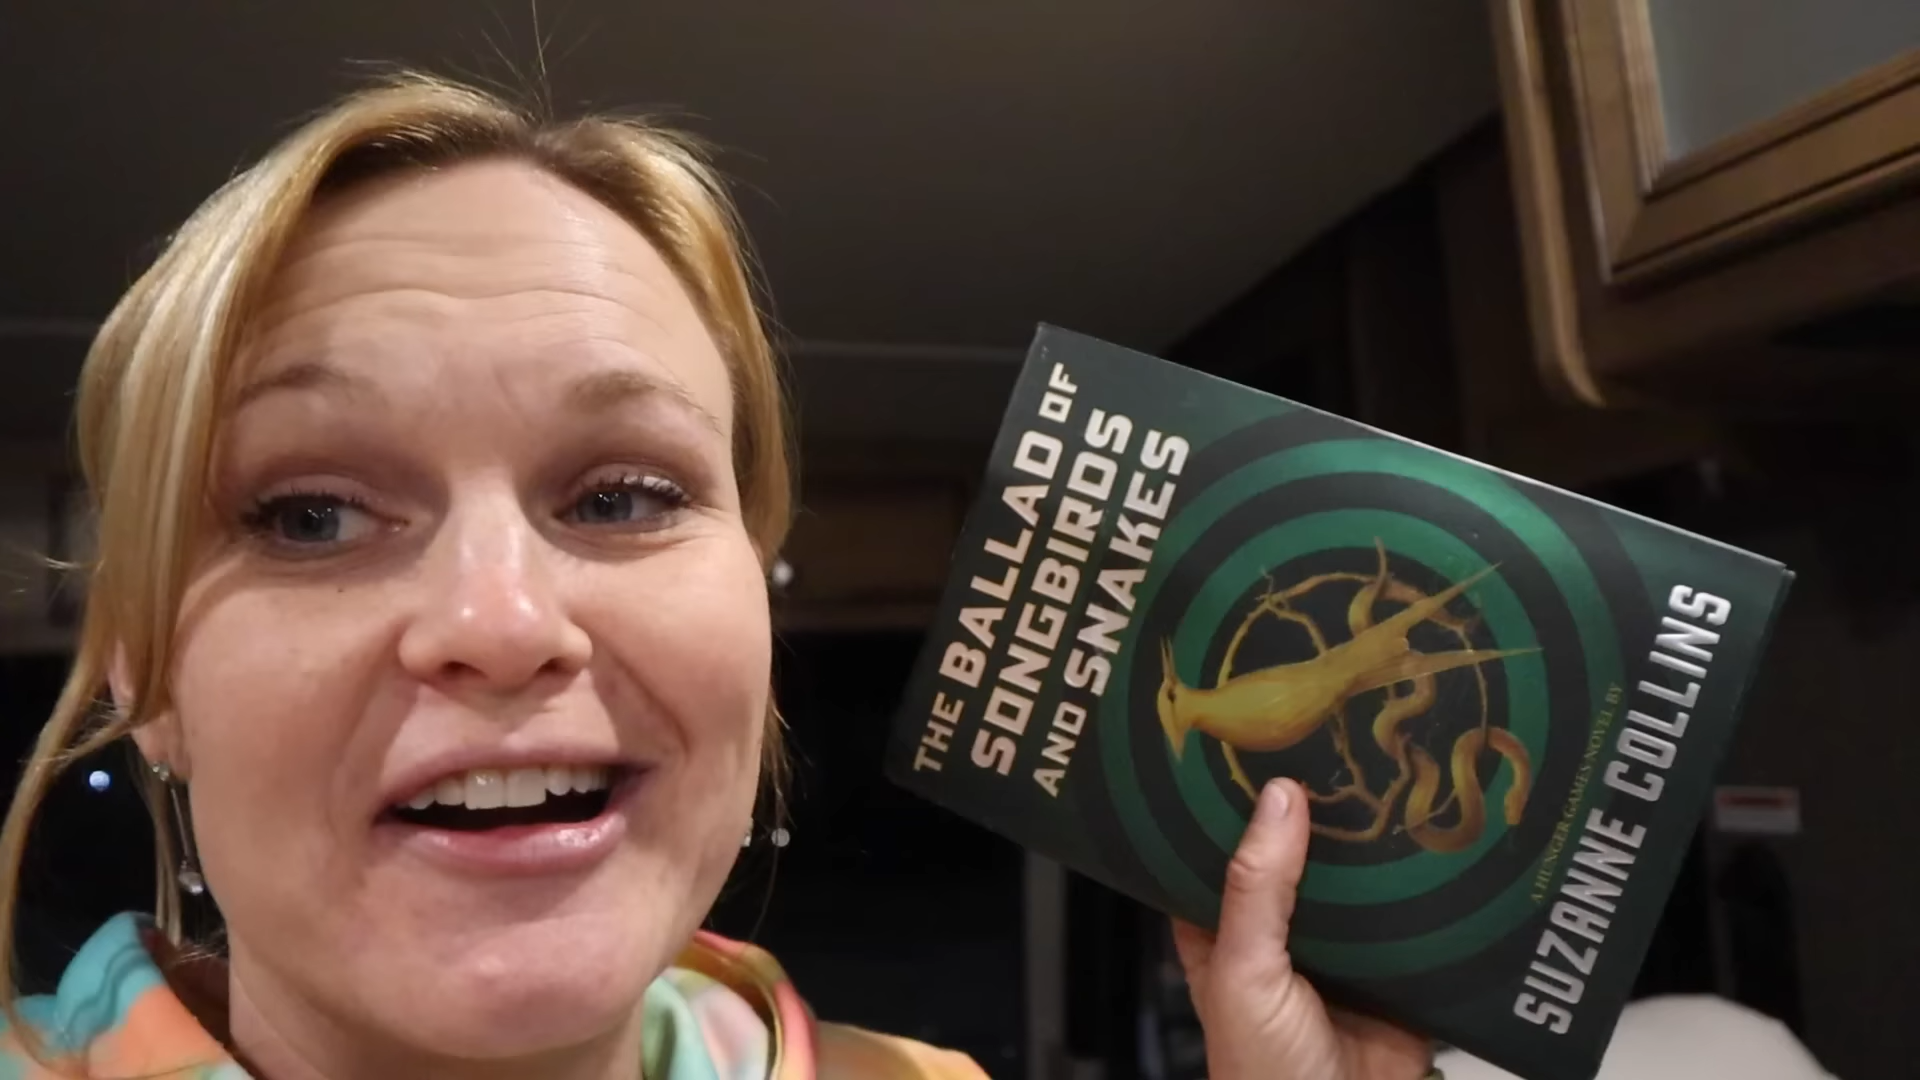 THE BALLAD OF
SONGBIRDS
AND SNAKES
A HUNGER GAMES NOVEL BY
SUZANNE COLLINS